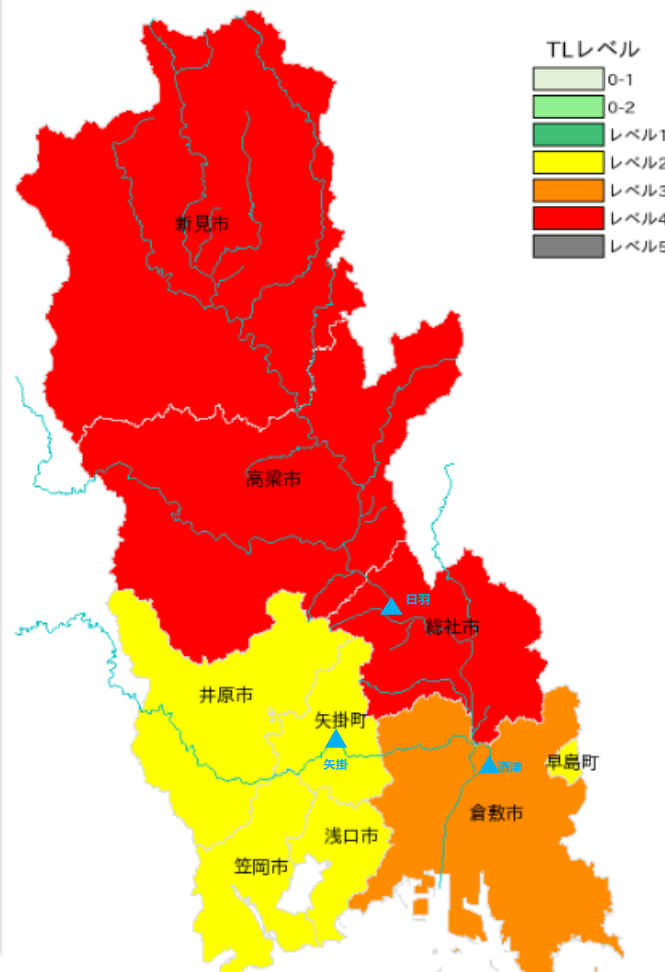 TLレベル
0-1
0-2
レベル1
レベル2
レベル3
レベル4
レベル5
新見市
高梁市
日羽
総社市
井原市
矢掛町
矢掛
酒津
早島町
倉敷市
浅口市
笠岡市